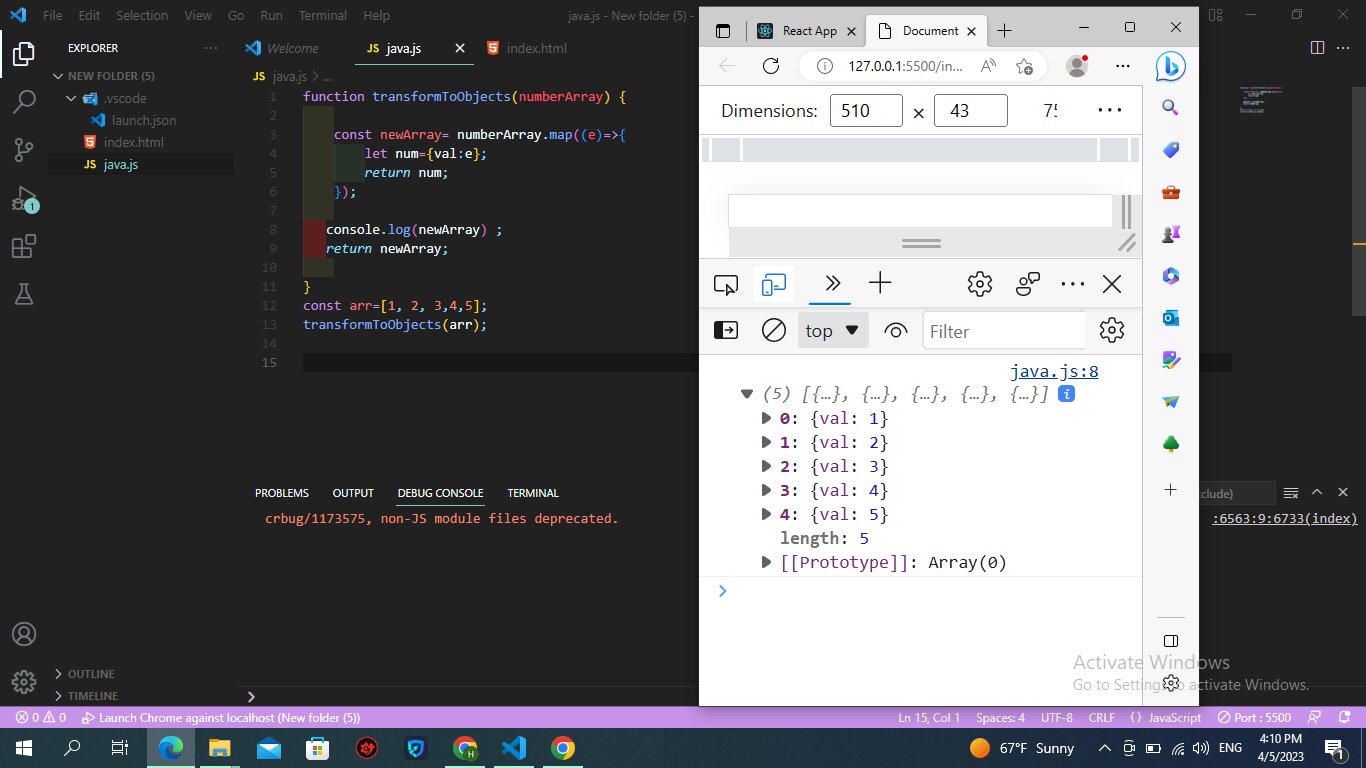 File Edit Selection View Go Run Terminal Help
java.js - New folder (5) -
EXPLORER
NEW FOLDER (5)
.vscode
launch.json
index.html
JS java.js
OUTLINE
TIMELINE
Welcome
JS java.js
index.html
JS java.js > ...
1 function transformToObjects(numberArray) {
2
3 const newArray= numberArray.map((e)=>{
4 let num={val:e};
5 return num;
6 });
7
8 console.log(newArray) ;
9 return newArray;
10
11 }
12 const arr=[1, 2, 3,4,5];
13 transformToObjects(arr);
14
15
PROBLEMS OUTPUT DEBUG CONSOLE TERMINAL
crbug/1173575, non-JS module files deprecated.
:6563:9:6733(index)
React App
Document
127.0.0.1:5500/in...
Dimensions: 510 × 43 75
top
Filter
java.js:8
(5) [{…}, {…}, {…}, {…}, {…}]
0: {val: 1}
1: {val: 2}
2: {val: 3}
3: {val: 4}
4: {val: 5}
length: 5
[[Prototype]]: Array(0)
Activate Windows
Go to Settings to activate Windows.
1
0 0 Launch Chrome against localhost (New folder (5))
Ln 15, Col 1 Spaces: 4 UTF-8 CRLF {} JavaScript Port : 5500
67°F Sunny
ENG
4:10 PM
4/5/2023
1